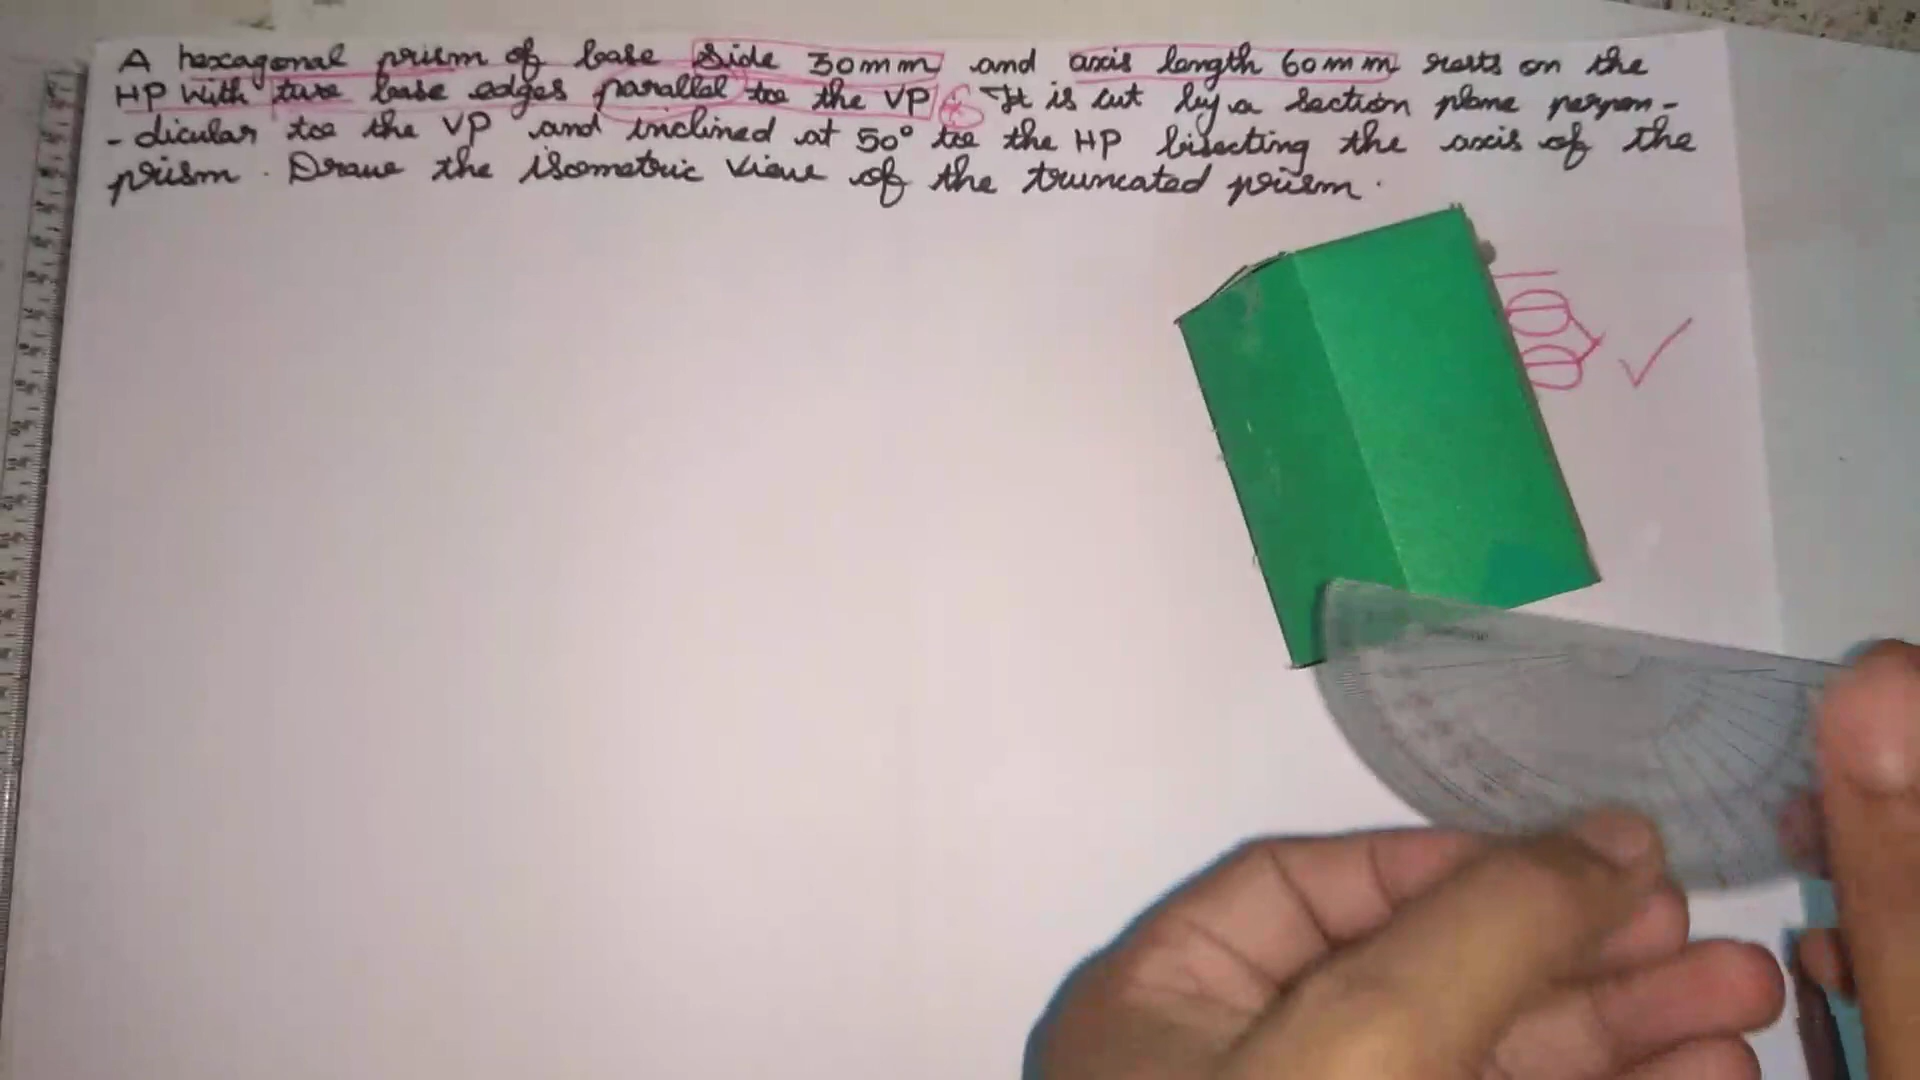 A hexagonal prism of base side 30mm and axis length 60mm rests on the
HP with two base edges parallel to the VP. It is cut by a section plane perpen-
- dicular to the VP and inclined at 50° to the HP bisecting the axis of the
prism. Draw the isometric view of the truncated prism.